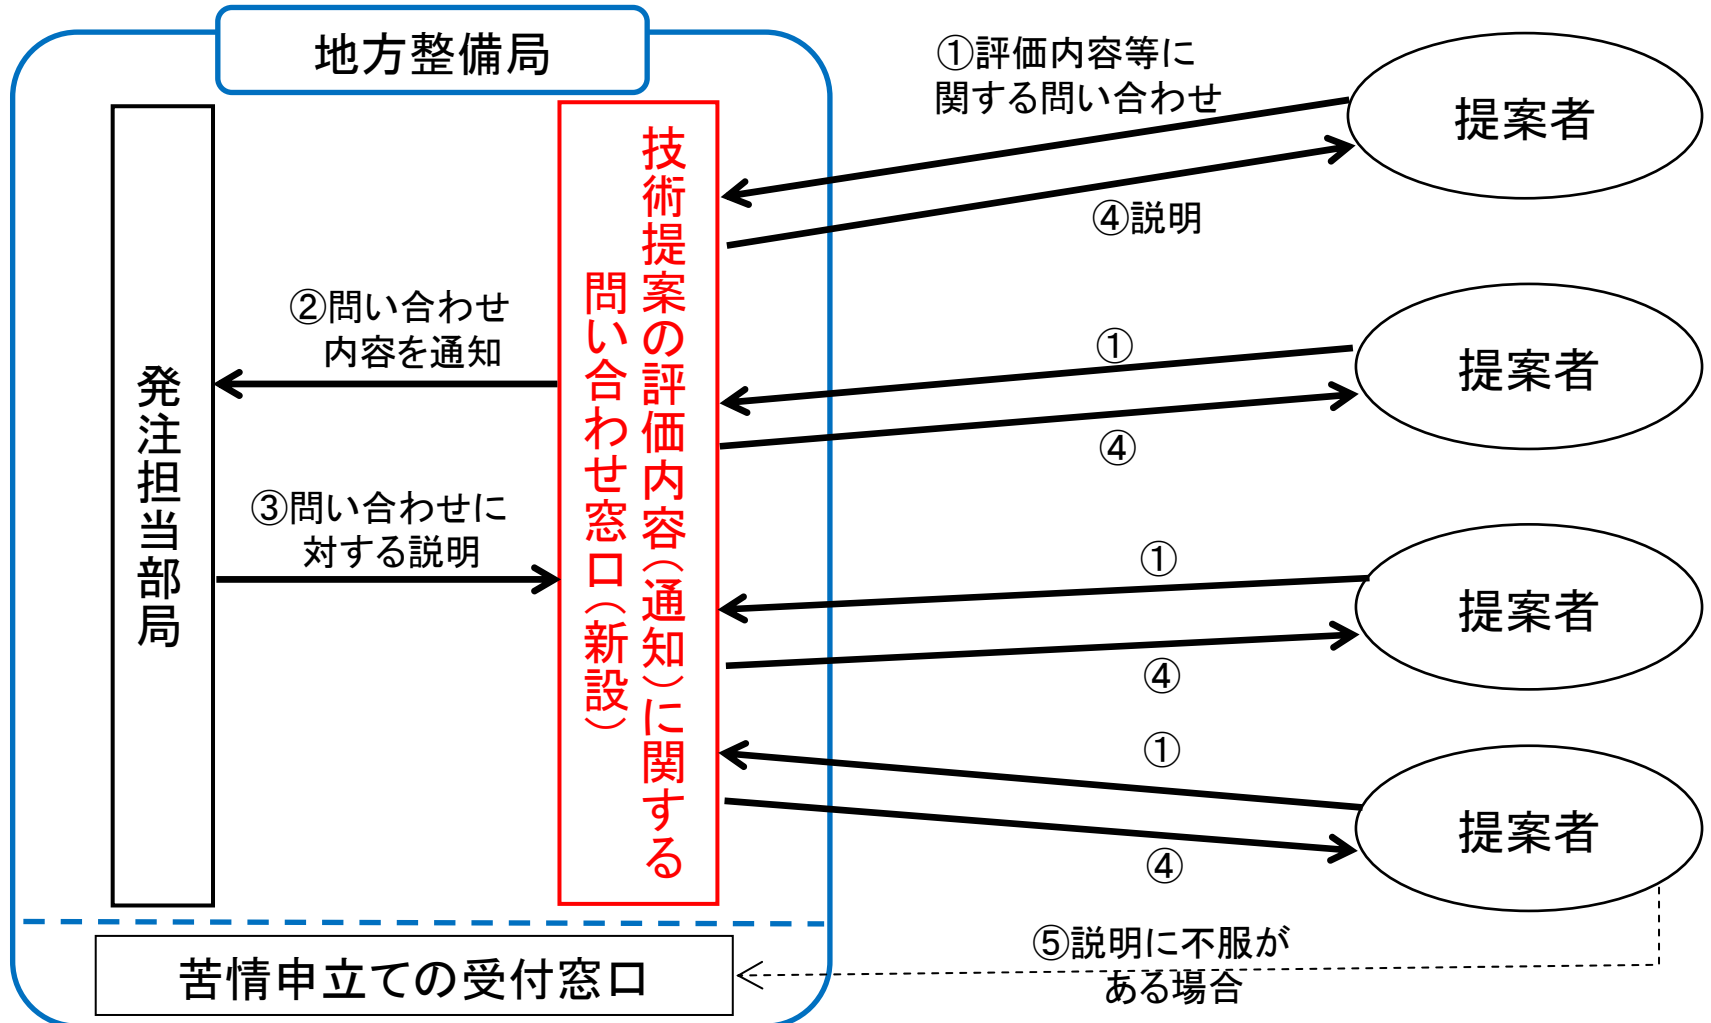 地方整備局
①評価内容等に
関する問い合わせ
提案者
④説明
技術提案の評価内容（通知）に関する
問い合わせ窓口（新設）
②問い合わせ
内容を通知
発注担当部局
③問い合わせに
対する説明
①
提案者
④
①
提案者
④
①
提案者
④
⑤説明に不服が
ある場合
苦情申立ての受付窓口